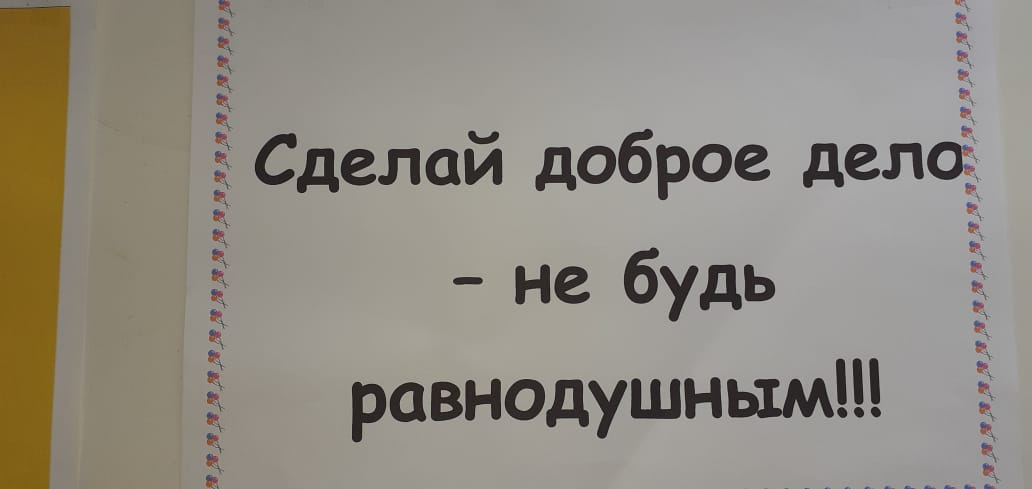 Сделай доброе дело
- не будь
равнодушным!!!